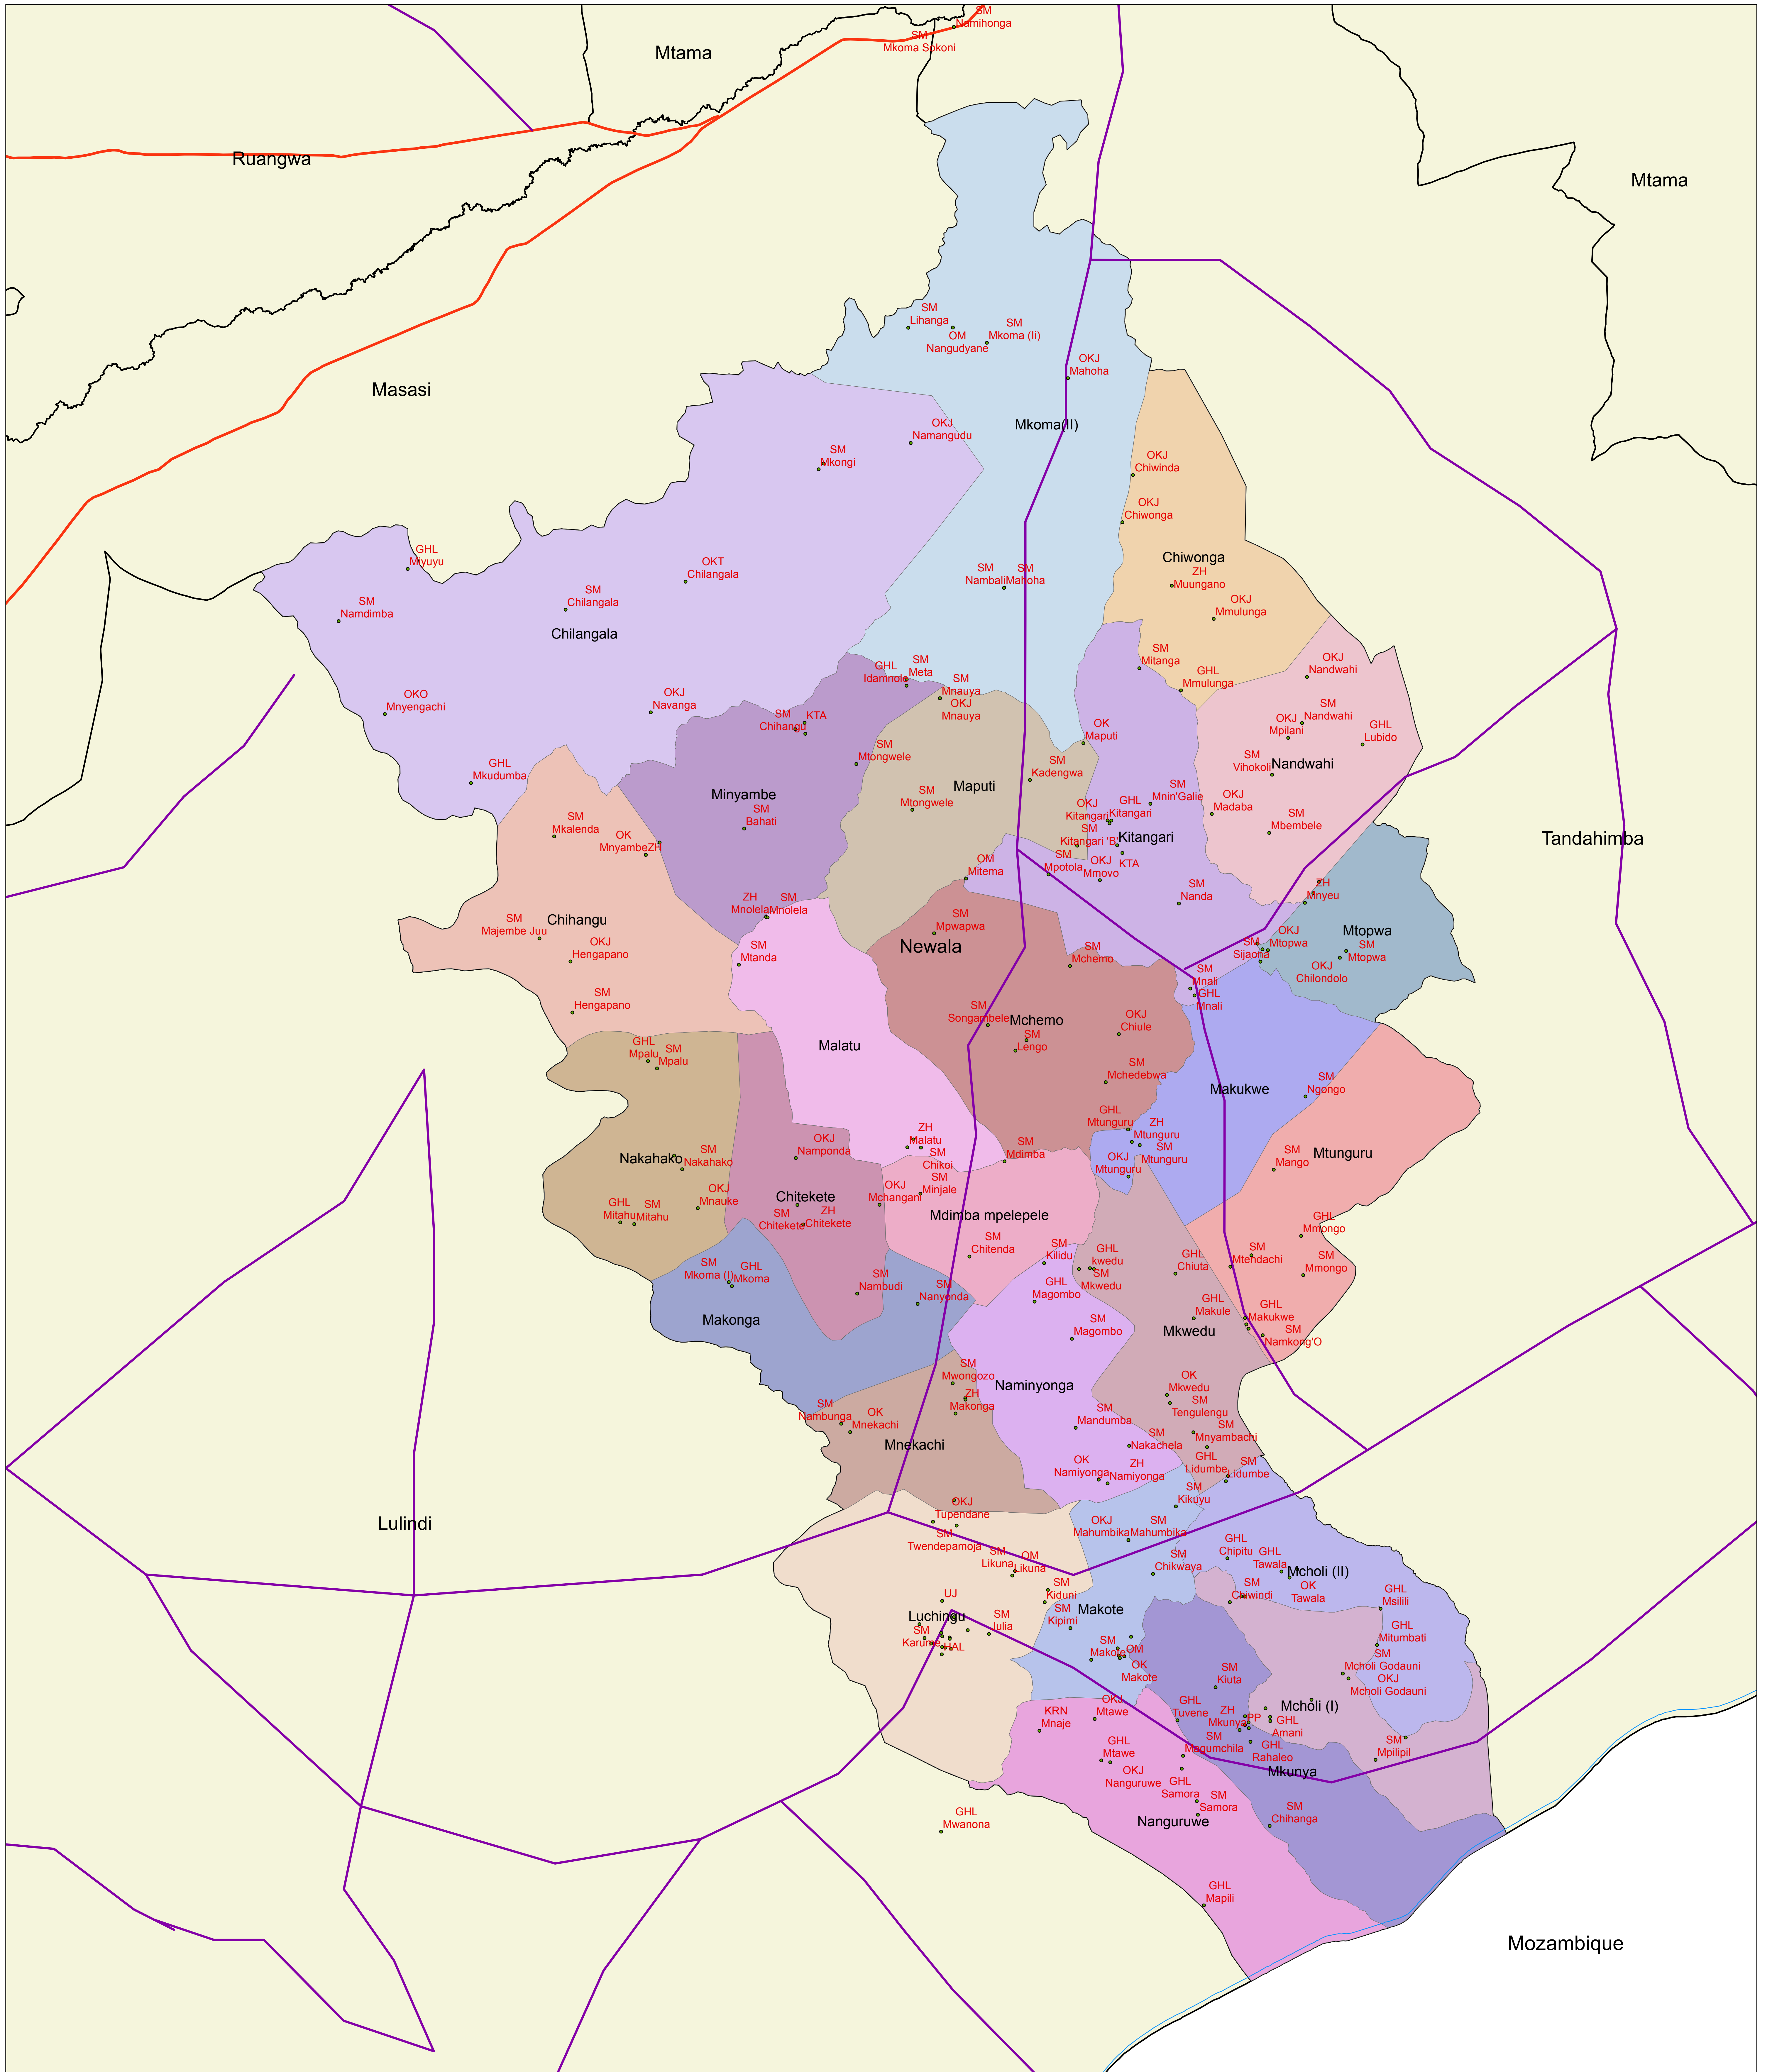 SM
Namihonga
SM
Mkoma Sokoni
Mtama
Ruangwa
Mtama
SM
Lihanga
OM
Nangudyane
SM
Mkoma (Ii)
OKJ
Mahoha
Masasi
Mkoma(II)
OKJ
Namangudu
SM
Mkongi
OKJ
Chiwinda
OKJ
Chiwonga
Chiwonga
ZH
Muungano
OKJ
Mmulunga
GHL
Miyuyu
OKT
Chilangala
SM
Nambali
SM
Mahoha
SM
Chilangala
SM
Namdimba
Chilangala
SM
Mitanga
GHL
Mmulunga
OKJ
Nandwahi
GHL
Idamnole
SM
Meta
SM
Mnauya
OKJ
Mnauya
OKO
Mnyengachi
OKJ
Navanga
SM
Chihangu
KTA
OK
Maputi
SM
Nandwahi
OKJ
Mpilani
GHL
Lubido
SM
Vihokoli
Nandwahi
SM
Mtongwele
GHL
Mkudumba
SM
Kadengwa
Maputi
Minyambe
SM
Mtongwele
SM
Mnin'Galie
OKJ
Madaba
SM
Bahati
OKJ
Kitangari
GHL
Kitangari
SM
Mbembele
SM
Mkalenda
OK
Mnyambe
ZH
SM
Kitangari 'B'
Kitangari
Tandahimba
OM
Mitema
SM
Mpotola
OKJ
Mmovo
KTA
SM
Nanda
ZH
Mnyeu
ZH
Mnolela
SM
Mnolela
Chihangu
SM
Majembe Juu
SM
Mpwapwa
Newala
Mtopwa
OKJ
Mtopwa
SM
Sijaona
SM
Mtopwa
OKJ
Hengapano
SM
Mtanda
SM
Mchemo
OKJ
Chilondolo
SM
Mnali
GHL
Mnali
SM
Hengapano
SM
Songambele
Mchemo
OKJ
Chiule
SM
Lengo
Malatu
GHL
Mpalu
SM
Mpalu
SM
Mchedebwa
Makukwe
SM
Ngongo
GHL
Mtunguru
ZH
Mtunguru
SM
Mtunguru
OKJ
Mtunguru
ZH
Malatu
SM
Chikoi
OKJ
Namponda
SM
Mdimba
SM
Mango
Mtunguru
Nakahako
SM
Nakahako
OKJ
Mnauke
Chitekete
OKJ
Mchangani
SM
Minjale
GHL
Mitahu
SM
Mitahu
SM
Chitekete
ZH
Chitekete
Mdimba mpelepele
GHL
Mmongo
SM
Mmongo
SM
Chitenda
SM
Kilidu
GHL
kwedu
SM
Mkwedu
GHL
Chiuta
SM
Mtendachi
SM
Mkoma (I)
GHL
Mkoma
SM
Nambudi
SM
Nanyonda
GHL
Magombo
GHL
Makule
GHL
Makukwe
SM
Namkong'O
Makonga
SM
Magombo
Mkwedu
SM
Mwongozo
Naminyonga
OK
Mkwedu
ZH
Makonga
SM
Tengulengu
SM
Nambunga
OK
Mnekachi
SM
Mandumba
SM
Mnyambachi
Mnekachi
SM
Nakachela
GHL
Lidumbe
SM
Lidumbe
OK
Namiyonga
ZH
Namiyonga
SM
Kikuyu
OKJ
Tupendane
Lulindi
OKJ
Mahumbika
SM
Mahumbika
SM
Twendepamoja
SM
Likuna
OM
Likuna
SM
Chikwaya
GHL
Chipitu
GHL
Tawala
Mcholi (II)
OK
Tawala
UJ
SM
Kiduni
SM
Chiwindi
GHL
Msilili
Luchingu
SM
Iulia
SM
Kipimi
Makote
SM
Karume
HAL
SM
Makote
OM
OK
Makote
GHL
Mitumbati
SM
Mcholi Godauni
OKJ
Mcholi Godauni
SM
Kiuta
KRN
Mnaje
OKJ
Mtawe
GHL
Tuvene
Mcholi (I)
ZH
Mkunya
PP
GHL
Amani
GHL
Mtawe
SM
Magumchila
GHL
Rahaleo
SM
Mpilipili
OKJ
Nanguruwe
Mkunya
GHL
Samora
SM
Samora
SM
Chihanga
GHL
Mwanona
Nanguruwe
GHL
Mapili
Mozambique